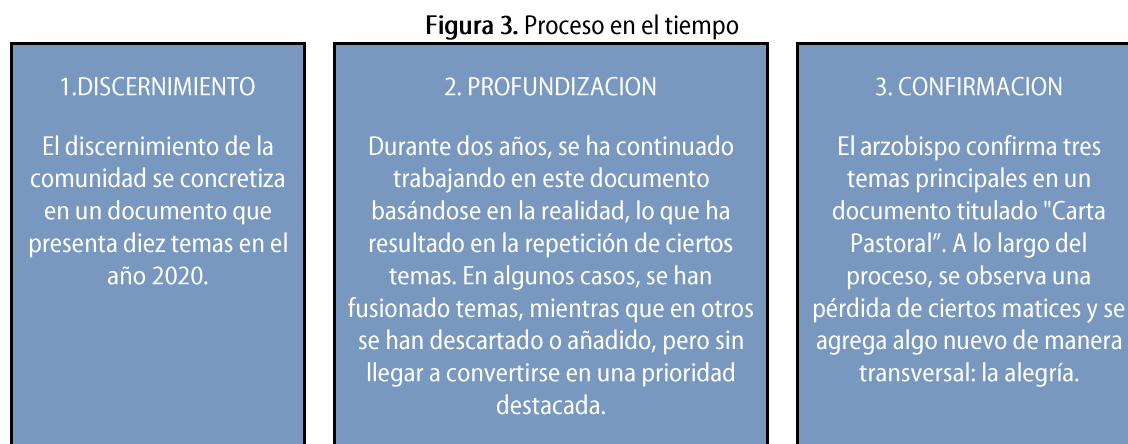 Figura 3. Proceso en el tiempo
1.DISCERNIMIENTO
El discernimiento de la
comunidad se concretiza
en un documento que
presenta diez temas en el
año 2020.
2. PROFUNDIZACION
Durante dos años, se ha continuado
trabajando en este documento
basándose en la realidad, lo que ha
resultado en la repetición de ciertos
temas. En algunos casos, se han
fusionado temas, mientras que en otros
se han descartado o añadido, pero sin
llegar a convertirse en una prioridad
destacada.
3. CONFIRMACION
El arzobispo confirma tres
temas principales en un
documento titulado "Carta
Pastoral”. A lo largo del
proceso, se observa una
pérdida de ciertos matices y se
agrega algo nuevo de manera
transversal: la alegría.